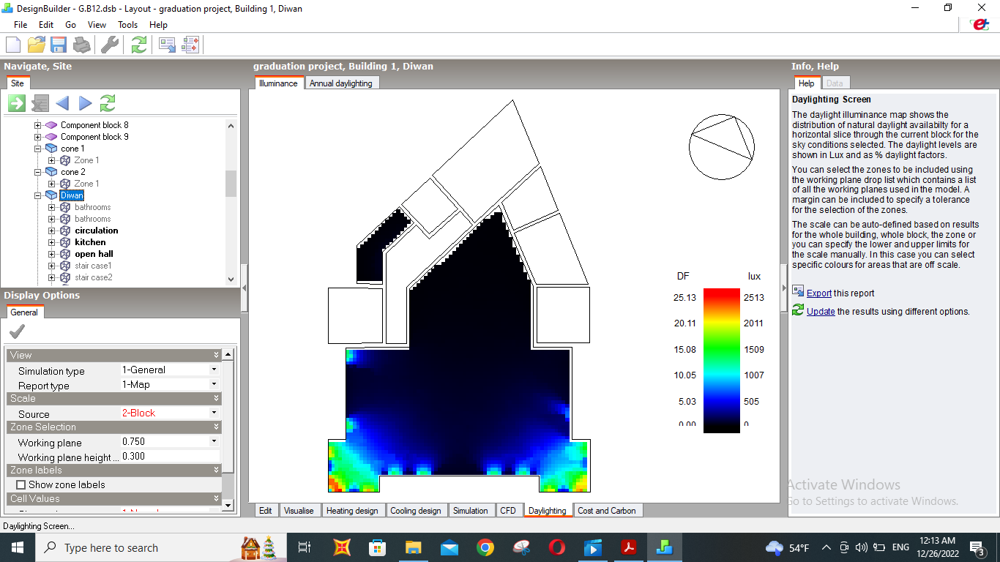 DesignBuilder - G.B12.dsb - Layout - graduation project, Building 1, Diwan
File Edit Go View Tools Help
Navigate, Site
Site
Component block 8
Component block 9
cone 1
Zone 1
cone 2
Zone 1
Diwan
bathrooms
bathrooms
circulation
kitchen
open hall
stair case1
stair case2
Display Options
General
View
Simulation type 1-General
Report type 1-Map
Scale
Source 2-Block
Zone Selection
Working plane 0.750
Working plane height ... 0.300
Zone labels
Show zone labels
Cell Values
graduation project, Building 1, Diwan
Illuminance Annual daylighting
DF lux
25.13 2513
20.11 2011
15.08 1509
10.05 1007
5.03 505
0.00 0
Edit Visualise Heating design Cooling design Simulation CFD Daylighting Cost and Carbon
Info, Help
Help Data
Daylighting Screen
The daylight illuminance map shows the
distribution of natural daylight availabilty for a
horizontal slice through the current block for the
sky conditions selected. The daylight levels are
shown in Lux and as % daylight factors.
You can select the zones to be included using
the working plane drop list which contains a list
of all the working planes used in the model. A
margin can be included to specify a tolerance
for the selection of the zones.
The scale can be auto-defined based on results
for the whole building, whole block, the zone or
you can specify the lower and upper limits for
the scale manually. In this case you can select
specific colours for areas that are off scale.
Export this report
Update the results using different options.
Activate Windows
Go to Settings to activate Windows.
Daylighting Screen...
Type here to search
54°F
ENG
12:13 AM
12/26/2022
3